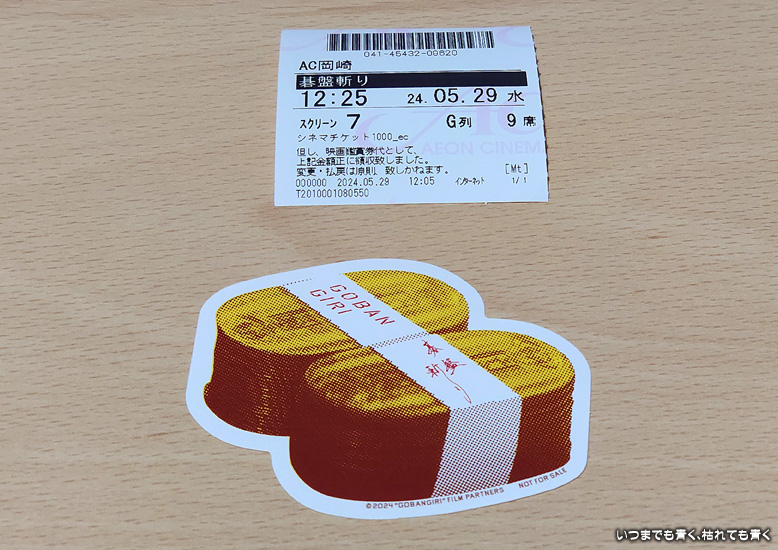 041-45432-09620
AC岡崎
碁盤斬り
12:25 24.05.29 水
スクリーン 7 G列 9 席
シネマチケット1000_ec
但し、映画鑑賞券代として、
上記金額正に領収致しました。
変更・払戻は原則、致しかねます。 [Mt]
000000 2024.05.29 12:05 インターネット 1/1
T2010001080550
AEON CINEMA
GOBAN
GIRI
碁盤
斬り
©2024 "GOBANGIRI" FILM PARTNERS NOT FOR SALE
いつまでも青く、枯れても青く